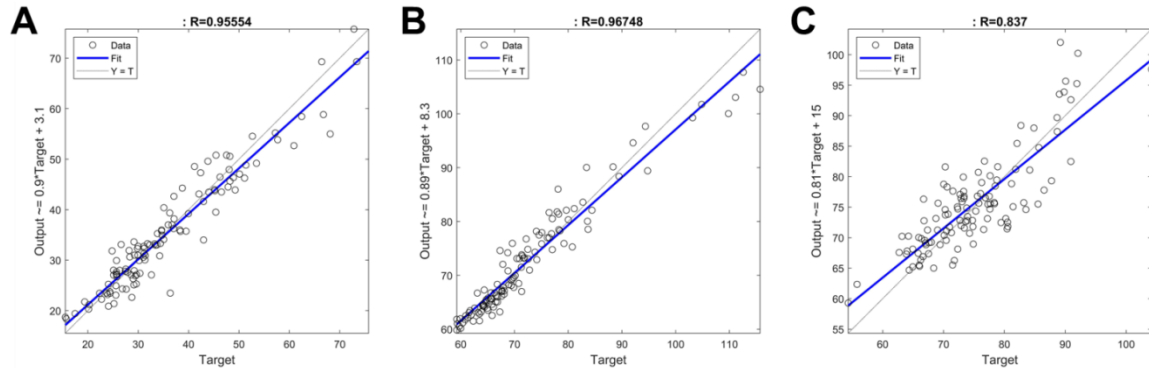 A
: R=0.95554
Data
Fit
Y = T
Output ~= 0.9*Target + 3.1
70
60
50
40
30
20
20 30 40 50 60 70
Target
B
: R=0.96748
Data
Fit
Y = T
Output ~= 0.89*Target + 8.3
110
100
90
80
70
60
60 70 80 90 100 110
Target
C
: R=0.837
Data
Fit
Y = T
Output ~= 0.81*Target + 15
100
95
90
85
80
75
70
65
60
55
60 70 80 90 100
Target